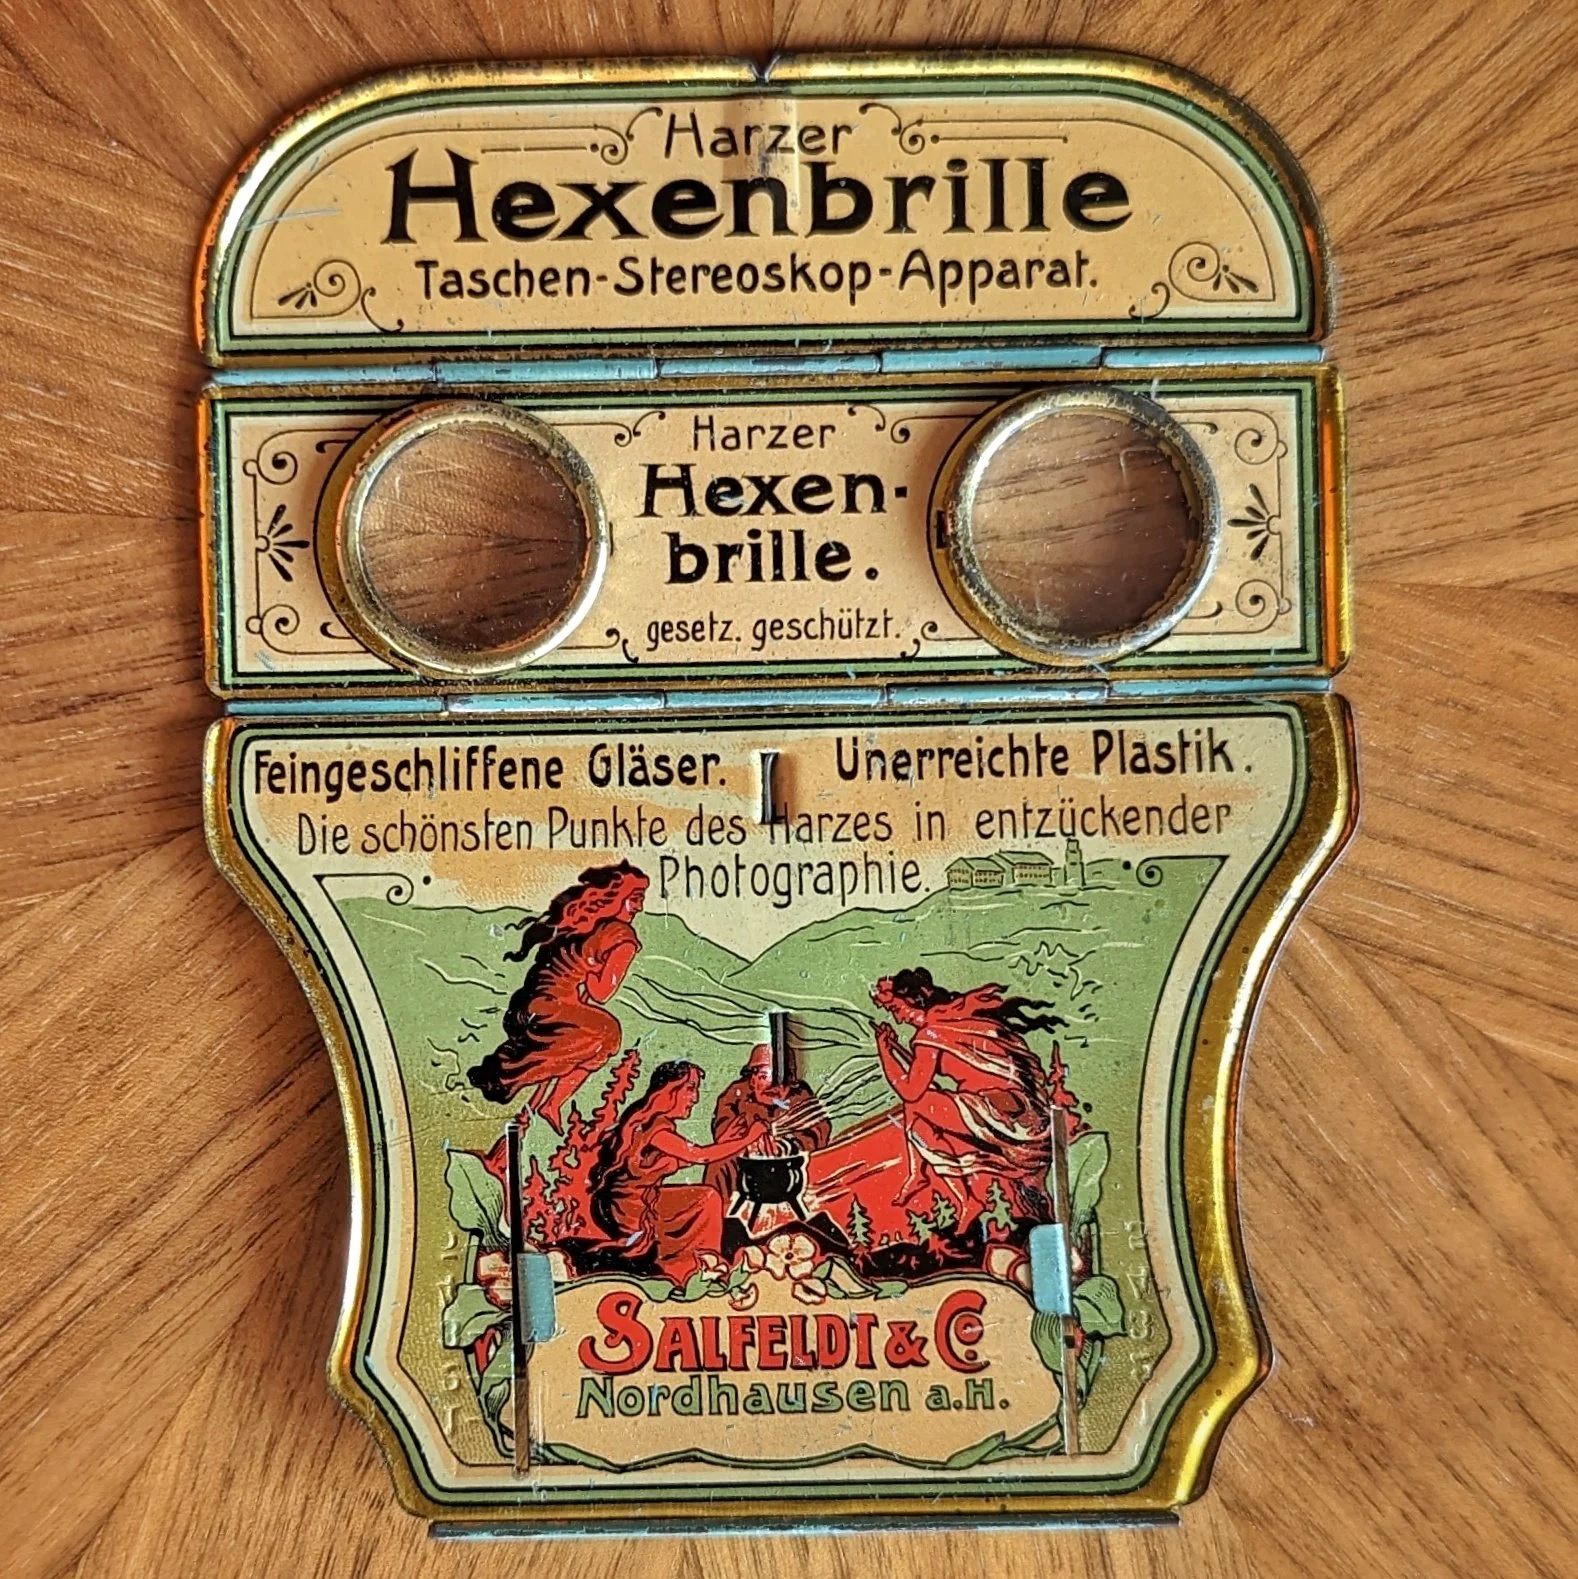 Harzer
Hexenbrille
Taschen-Stereoskop-Apparat.
Harzer
Hexen-
brille.
gesetz. geschützt.
Feingeschliffene Gläser. Unerreichte Plastik.
Die schönsten Punkte des Harzes in entzückender
Photographie.
SALFELDT & Co
Nordhausen a.H.